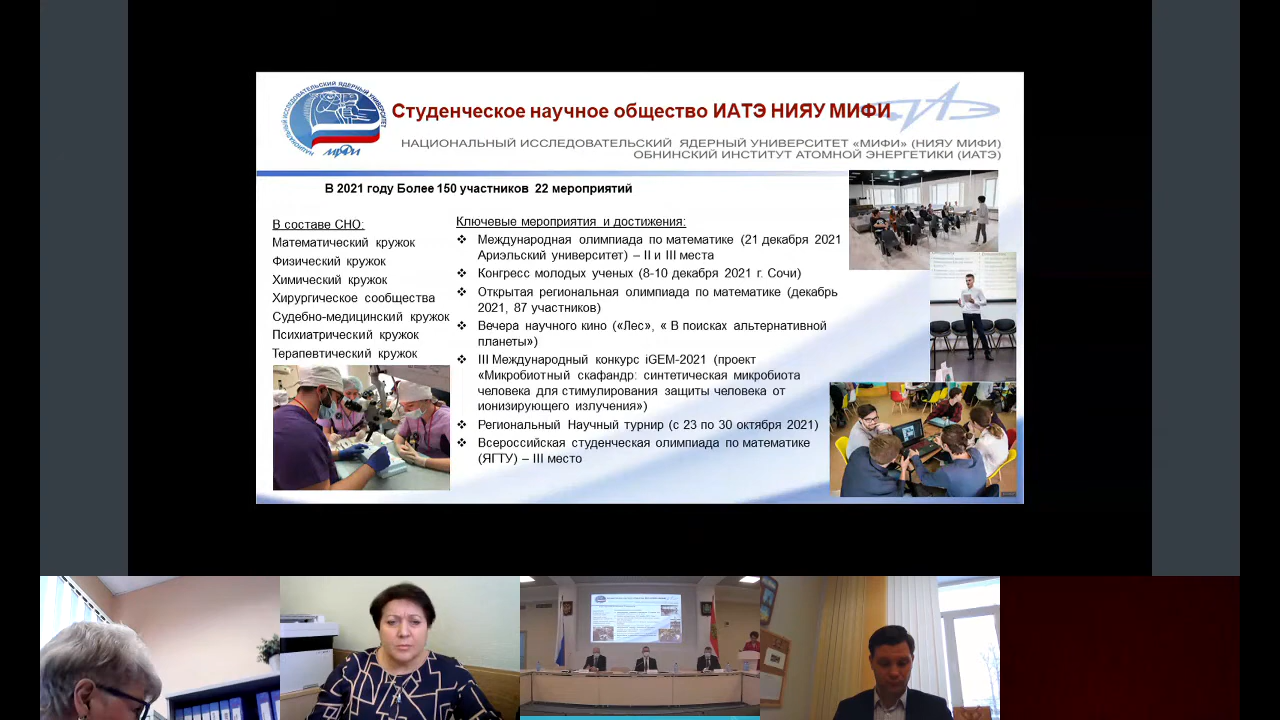 Студенческое научное общество ИАТЭ НИЯУ МИФИ
НАЦИОНАЛЬНЫЙ ИССЛЕДОВАТЕЛЬСКИЙ ЯДЕРНЫЙ УНИВЕРСИТЕТ «МИФИ» (НИЯУ МИФИ)
ОБНИНСКИЙ ИНСТИТУТ АТОМНОЙ ЭНЕРГЕТИКИ (ИАТЭ)
НАЦИОНАЛЬНЫЙ ИССЛЕДОВАТЕЛЬСКИЙ ЯДЕРНЫЙ УНИВЕРСИТЕТ
МИФИ
ИАТЭ
В 2021 году Более 150 участников 22 мероприятий
В составе СНО:
Математический кружок
Физический кружок
Химический кружок
Хирургическое сообщества
Судебно-медицинский кружок
Психиатрический кружок
Терапевтический кружок
Ключевые мероприятия и достижения:
❖ Международная олимпиада по математике (21 декабря 2021
Ариэльский университет) – II и III места
❖ Конгресс молодых ученых (8-10 декабря 2021 г. Сочи)
❖ Открытая региональная олимпиада по математике (декабрь
2021, 87 участников)
❖ Вечера научного кино («Лес», « В поисках альтернативной
планеты»)
❖ III Международный конкурс iGEM-2021 (проект
«Микробиотный скафандр: синтетическая микробиота
человека для стимулирования защиты человека от
ионизирующего излучения»)
❖ Региональный Научный турнир (с 23 по 30 октября 2021)
❖ Всероссийская студенческая олимпиада по математике
(ЯГТУ) – III место